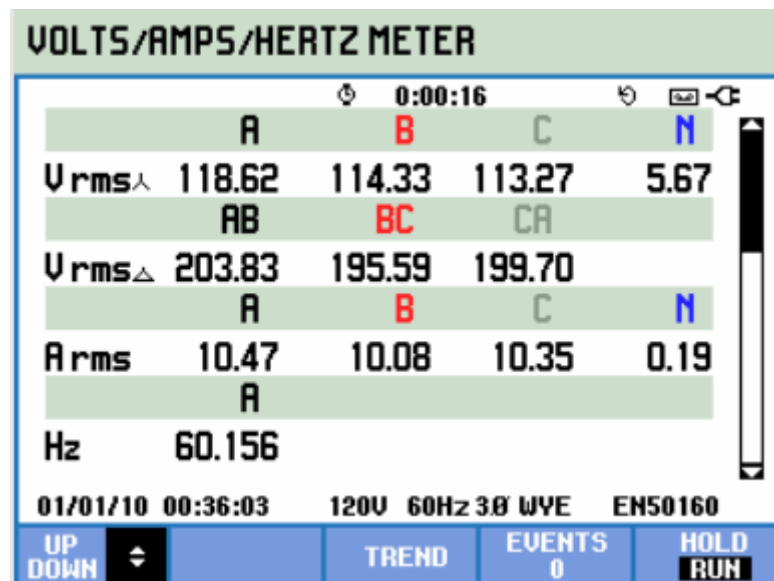 VOLTS/AMPS/HERTZ METER
0:00:16
A B C N
Vrms⅄ 118.62 114.33 113.27 5.67
AB BC CA
Vrms△ 203.83 195.59 199.70
A B C N
Arms 10.47 10.08 10.35 0.19
A
Hz 60.156
01/01/10 00:36:03 120V 60Hz 3Ø WYE EN50160
UP DOWN TREND EVENTS 0 HOLD RUN